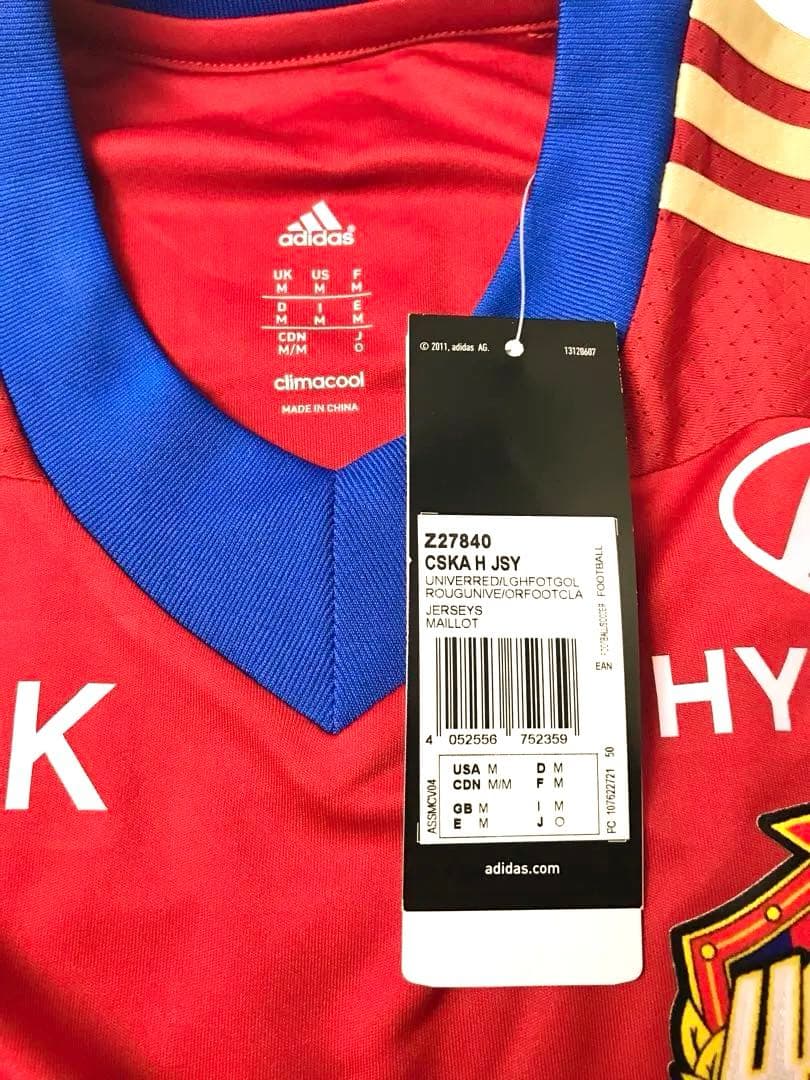 adidas
UK US F
M M M
D I E
M M M
CDN J
M/M O
climacool
MADE IN CHINA
© 2011, adidas AG. 13120607
Z27840
CSKA H JSY
UNIVERRED/LGHFOTGOL
ROUGUNIVE/ORFOOTCLA
JERSEYS
MAILLOT
FOOTBALL/SOCCER FOOTBALL
EAN
4 052556 752359
ASSMCV04
USA M D M
CDN M/M F M
GB M I M
E M J O
PC 107622721 50
adidas.com
K
HY